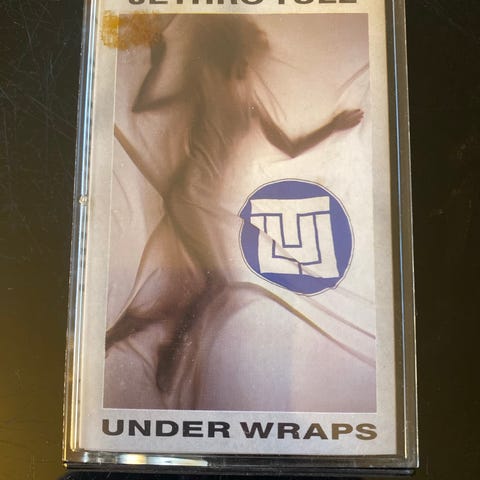 JETHRO TULL
UNDER WRAPS